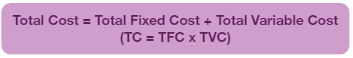 Total Cost = Total Fixed Cost + Total Variable Cost
(TC = TFC x TVC)